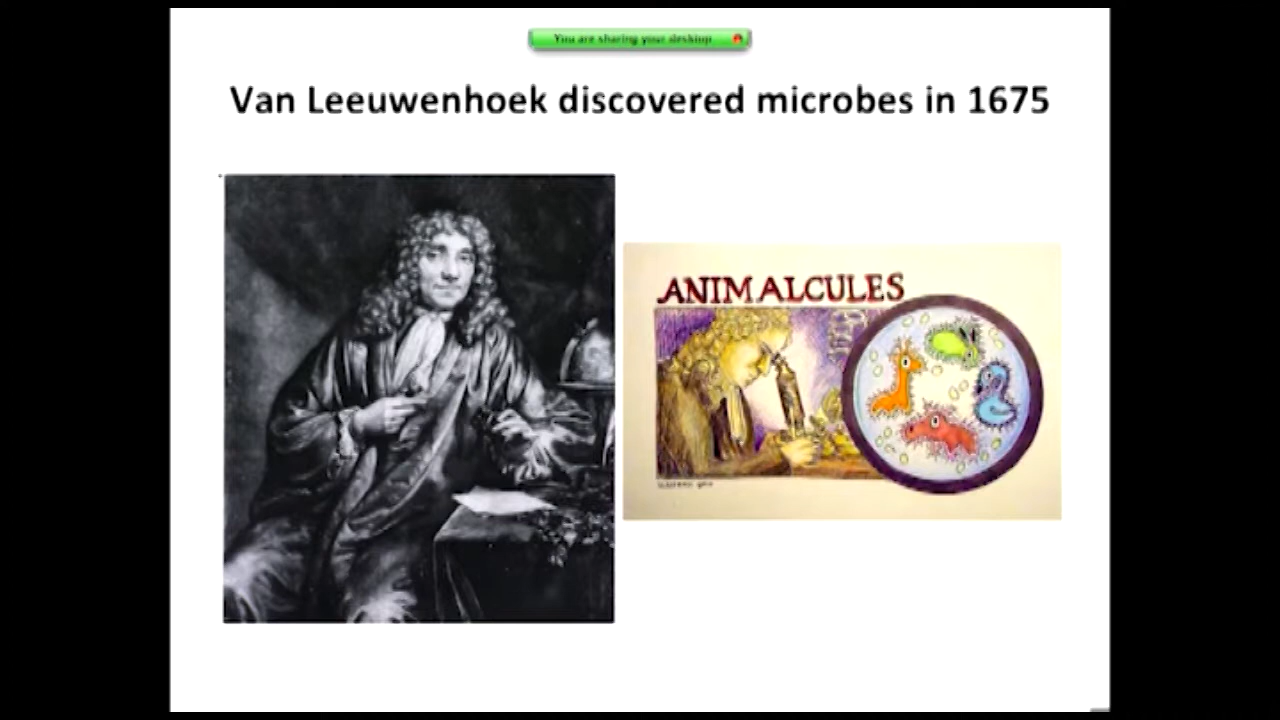 You are sharing your desktop
Van Leeuwenhoek discovered microbes in 1675
ANIMALCULES